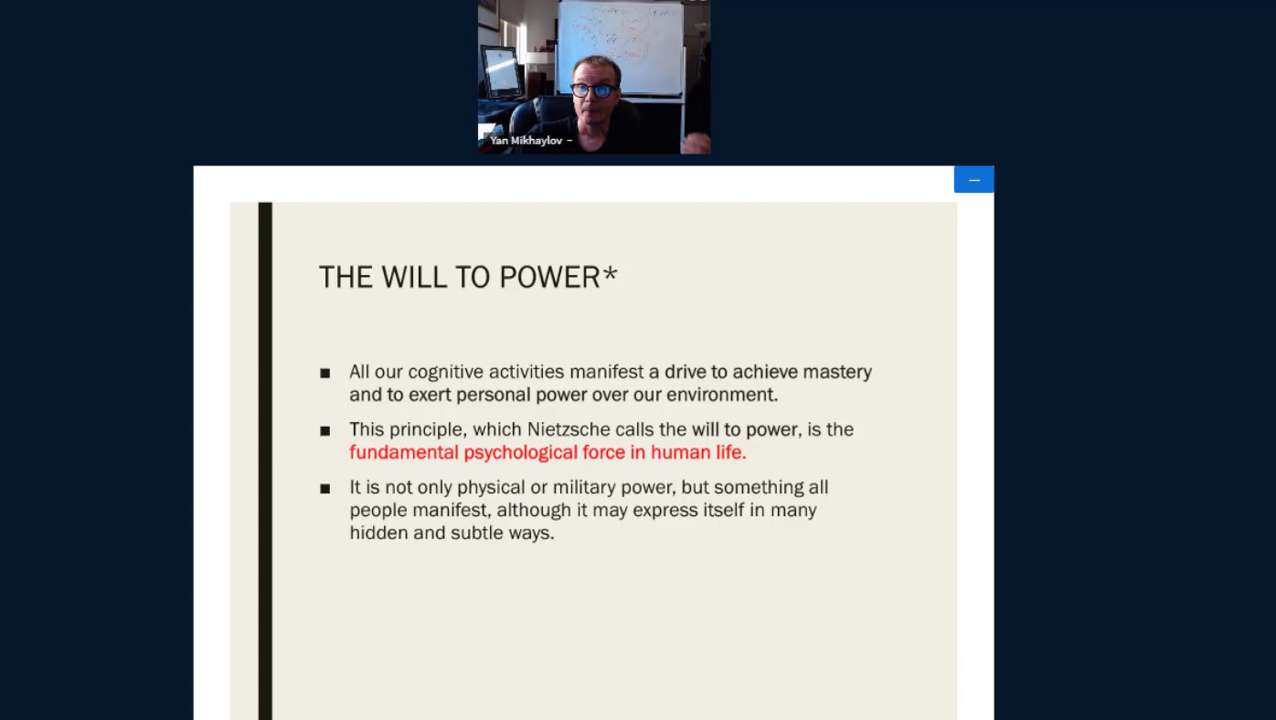 Yan Mikhaylov
THE WILL TO POWER*
■ All our cognitive activities manifest a drive to achieve mastery
and to exert personal power over our environment.
■ This principle, which Nietzsche calls the will to power, is the
fundamental psychological force in human life.
■ It is not only physical or military power, but something all
people manifest, although it may express itself in many
hidden and subtle ways.